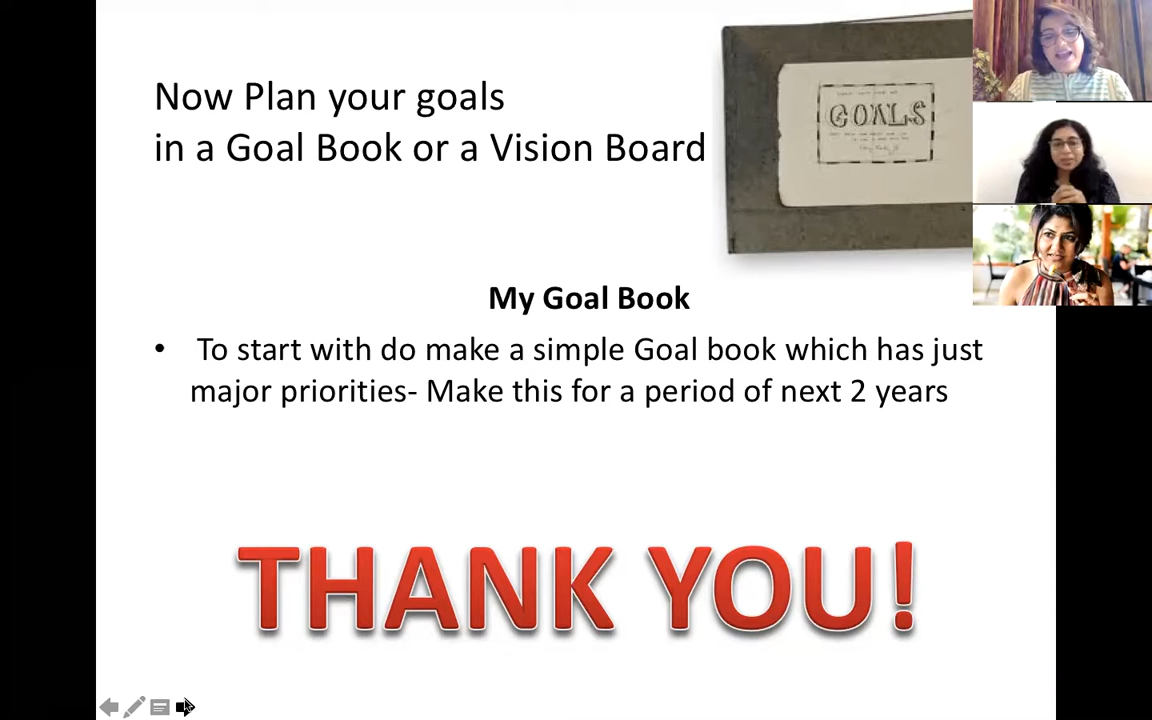 Now Plan your goals
in a Goal Book or a Vision Board
GOALS
My Goal Book
• To start with do make a simple Goal book which has just
major priorities- Make this for a period of next 2 years
THANK YOU!